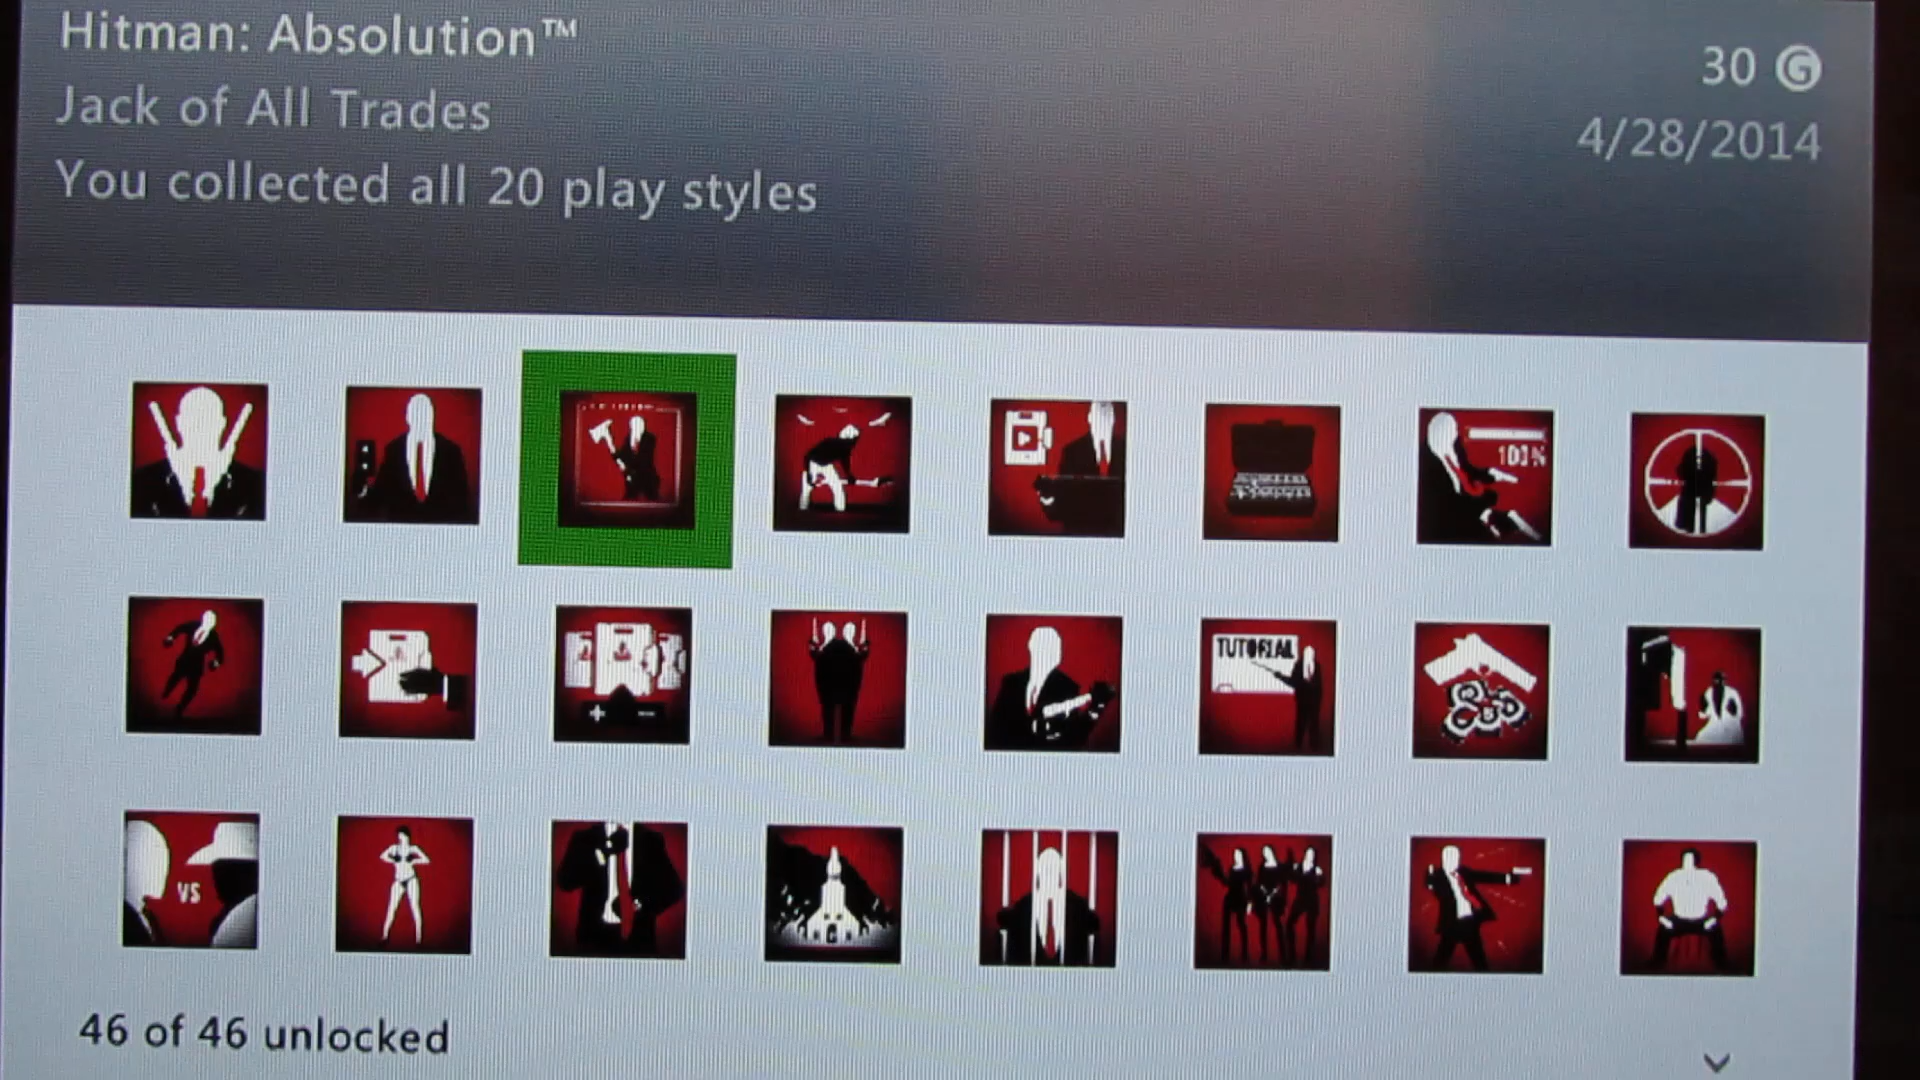 Hitman: Absolution™
30 G
Jack of All Trades
4/28/2014
You collected all 20 play styles
100%
TUTORIAL
VS
46 of 46 unlocked